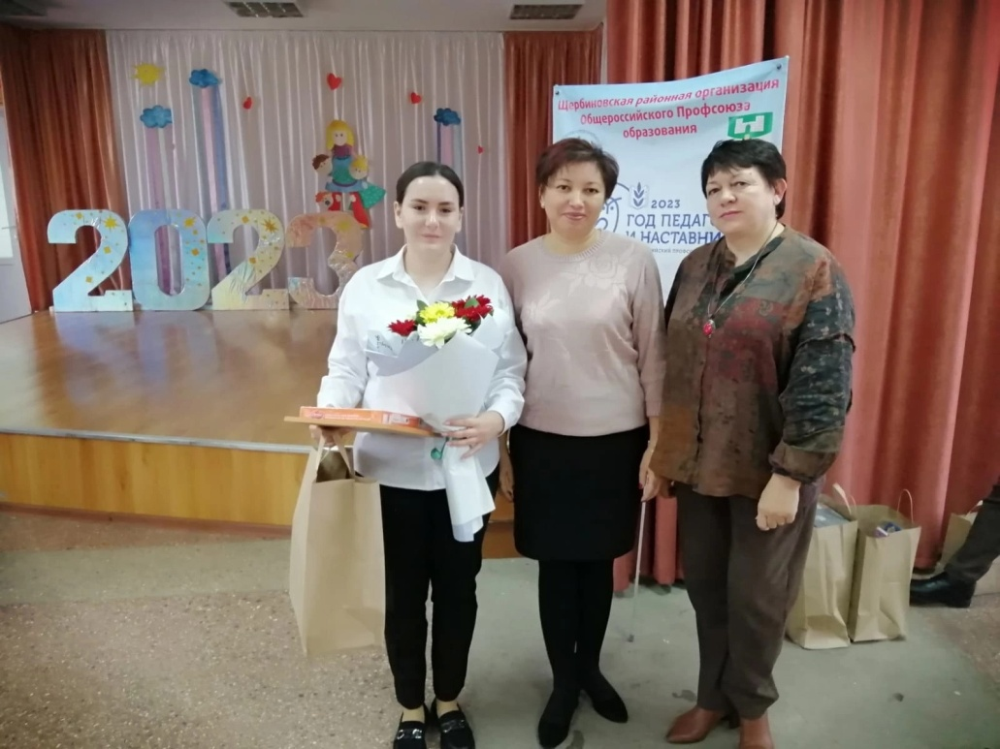 2023
Щербиновская районная организация
Общероссийского Профсоюза
образования
2023
ГОД ПЕДАГ
И НАСТАВНИ